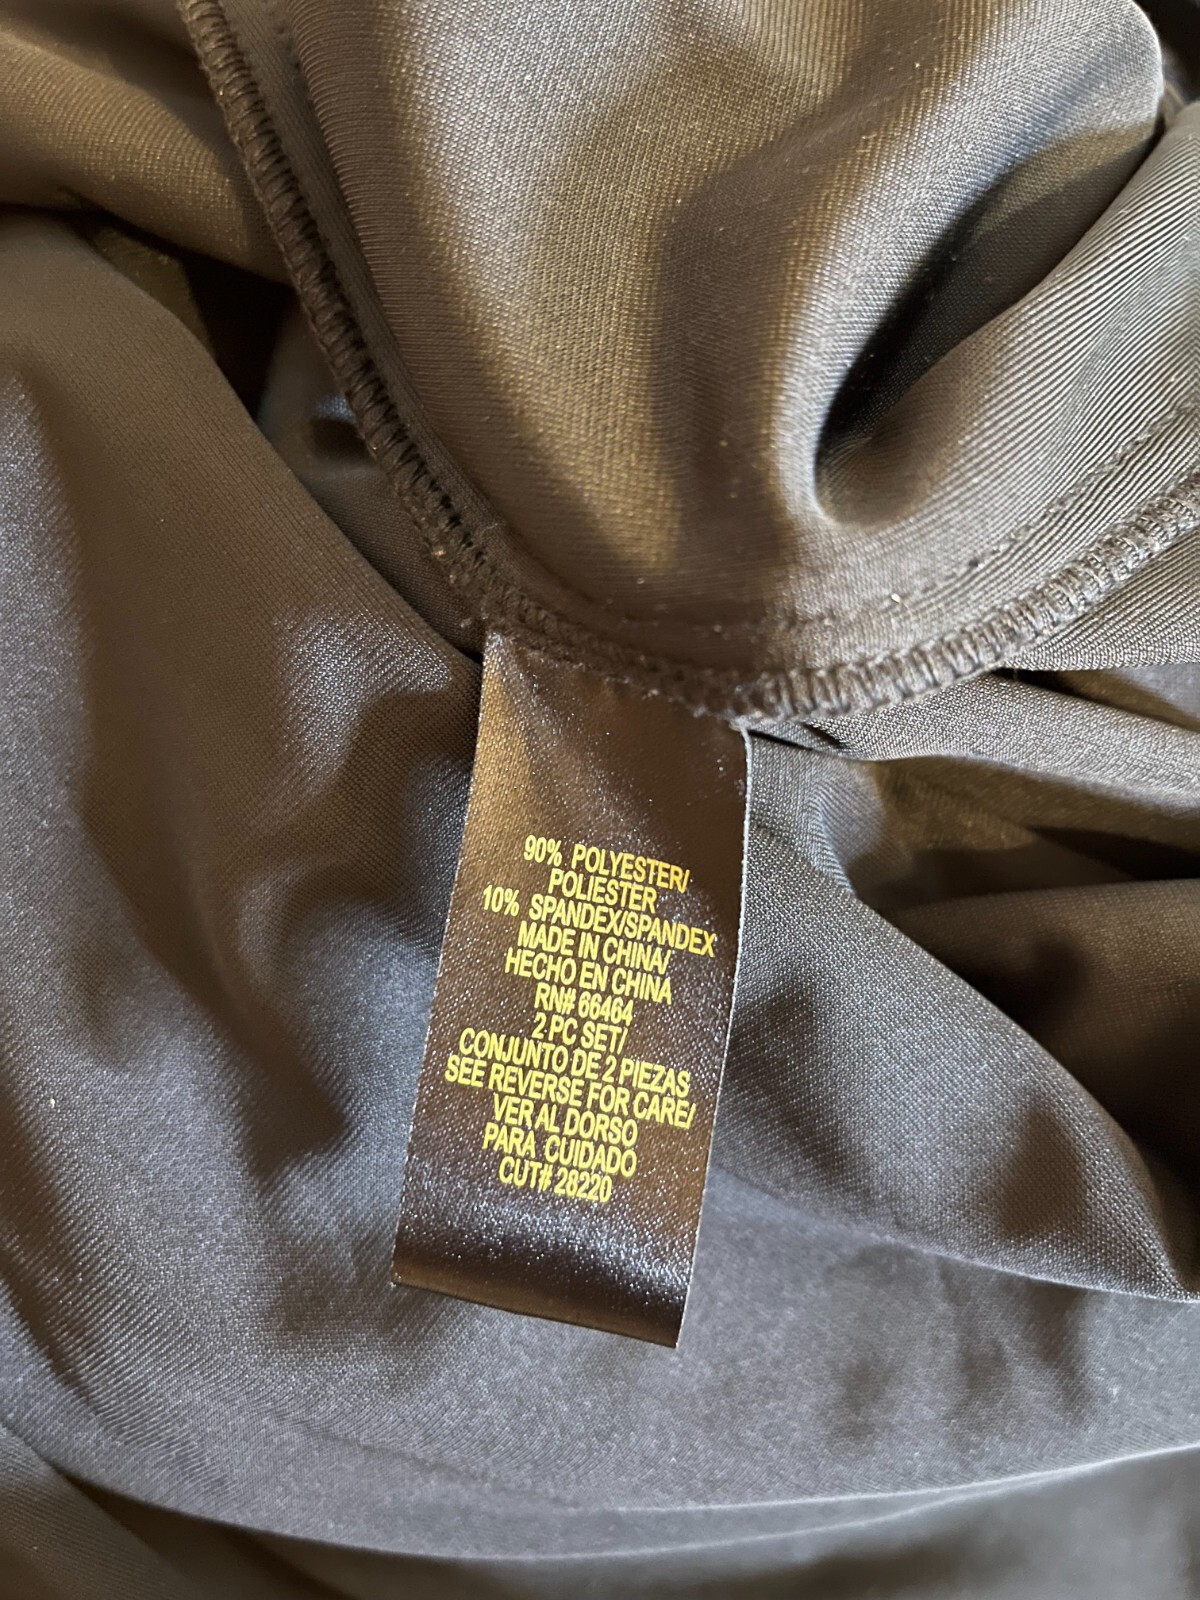 90% POLYESTER/
POLIESTER
10% SPANDEX/SPANDEX
MADE IN CHINA/
HECHO EN CHINA
RN# 66464
2 PC SET/
CONJUNTO DE 2 PIEZAS
SEE REVERSE FOR CARE/
VER AL DORSO
PARA CUIDADO
CUT# 28220